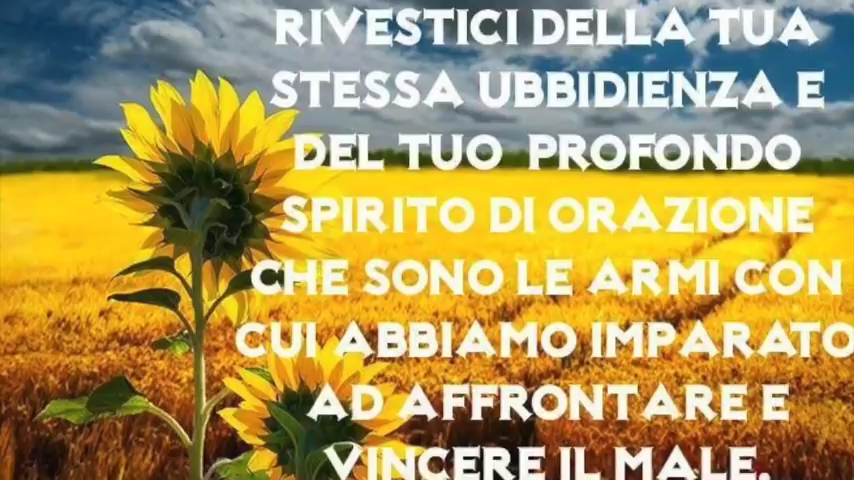 RIVESTICI DELLA TUA
STESSA UBBIDIENZA E
DEL TUO PROFONDO
SPIRITO DI ORAZIONE
CHE SONO LE ARMI CON
CUI ABBIAMO IMPARATO
AD AFFRONTARE E
VINCERE IL MALE.